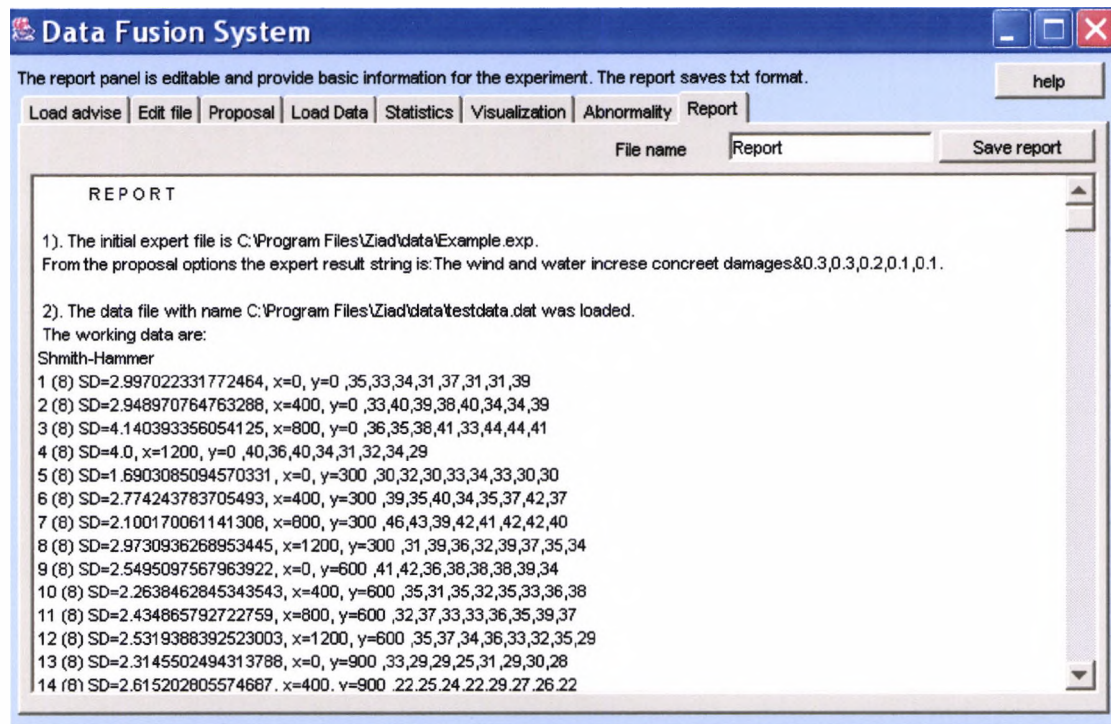 Data Fusion System
The report panel is editable and provide basic information for the experiment. The report saves txt format.
help
Load advise Edit file Proposal Load Data Statistics Visualization Abnormality Report
File name Report Save report
REPORT
1). The initial expert file is C:\Program Files\Ziad\data\Example.exp.
From the proposal options the expert result string is:The wind and water increse concreet damages&0.3,0.3,0.2,0.1,0.1.
2). The data file with name C:\Program Files\Ziad\data\testdata.dat was loaded.
The working data are:
Shmith-Hammer
1 (8) SD=2.997022331772464, x=0, y=0 ,35,33,34,31,37,31,31,39
2 (8) SD=2.948970764763288, x=400, y=0 ,33,40,39,38,40,34,34,39
3 (8) SD=4.140393356054125, x=800, y=0 ,36,35,38,41,33,44,44,41
4 (8) SD=4.0, x=1200, y=0 ,40,36,40,34,31,32,34,29
5 (8) SD=1.6903085094570331, x=0, y=300 ,30,32,30,33,34,33,30,30
6 (8) SD=2.774243783705493, x=400, y=300 ,39,35,40,34,35,37,42,37
7 (8) SD=2.100170061141308, x=800, y=300 ,46,43,39,42,41,42,42,40
8 (8) SD=2.9730936268953445, x=1200, y=300 ,31,39,36,32,39,37,35,34
9 (8) SD=2.5495097567963922, x=0, y=600 ,41,42,36,38,38,38,39,34
10 (8) SD=2.2638462845343543, x=400, y=600 ,35,31,35,32,35,33,36,38
11 (8) SD=2.434865792722759, x=800, y=600 ,32,37,33,33,36,35,39,37
12 (8) SD=2.5319388392523003, x=1200, y=600 ,35,37,34,36,33,32,35,29
13 (8) SD=2.3145502494313788, x=0, y=900 ,33,29,29,25,31,29,30,28
14 (8) SD=2.615202805574687, x=400, y=900 ,22,25,24,22,29,27,26,22